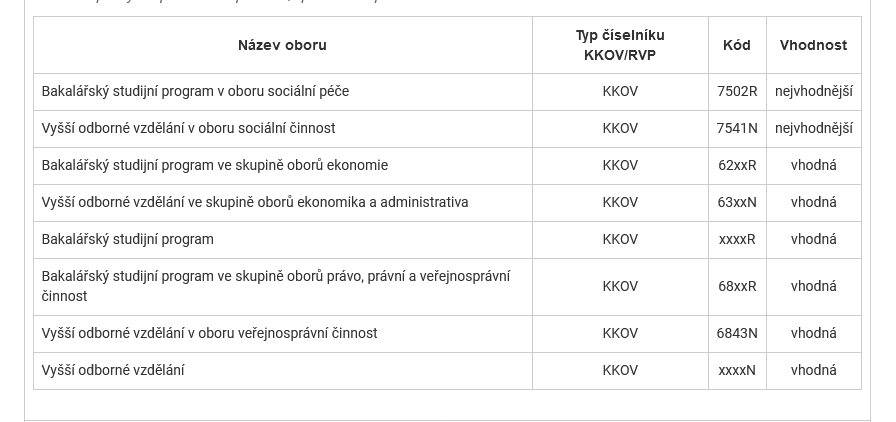 Název oboru Typ číselníku KKOV/RVP Kód Vhodnost
Bakalářský studijní program v oboru sociální péče KKOV 7502R nejvhodnější
Vyšší odborné vzdělání v oboru sociální činnost KKOV 7541N nejvhodnější
Bakalářský studijní program ve skupině oborů ekonomie KKOV 62xxR vhodná
Vyšší odborné vzdělání ve skupině oborů ekonomika a administrativa KKOV 63xxN vhodná
Bakalářský studijní program KKOV xxxxR vhodná
Bakalářský studijní program ve skupině oborů právo, právní a veřejnosprávní
činnost KKOV 68xxR vhodná
Vyšší odborné vzdělání v oboru veřejnosprávní činnost KKOV 6843N vhodná
Vyšší odborné vzdělání KKOV xxxxN vhodná